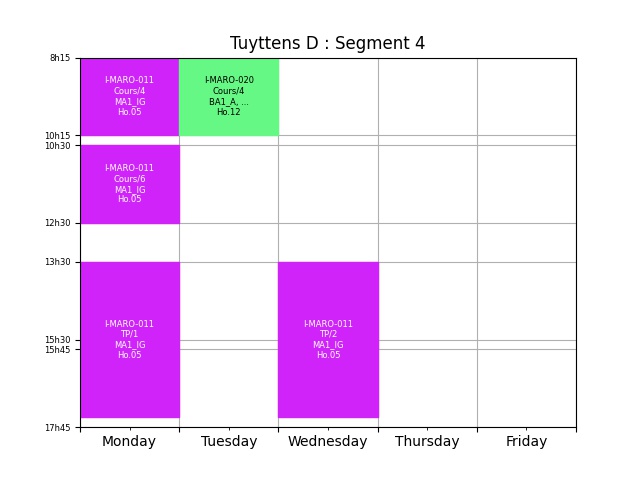 Tuyttens D : Segment 4
8h15
10h15
10h30
12h30
13h30
15h30
15h45
17h45
I-MARO-011
Cours/4
MA1_IG
Ho.05
I-MARO-020
Cours/4
BA1_A, ...
Ho.12
I-MARO-011
Cours/6
MA1_IG
Ho.05
I-MARO-011
TP/1
MA1_IG
Ho.05
I-MARO-011
TP/2
MA1_IG
Ho.05
Monday
Tuesday
Wednesday
Thursday
Friday